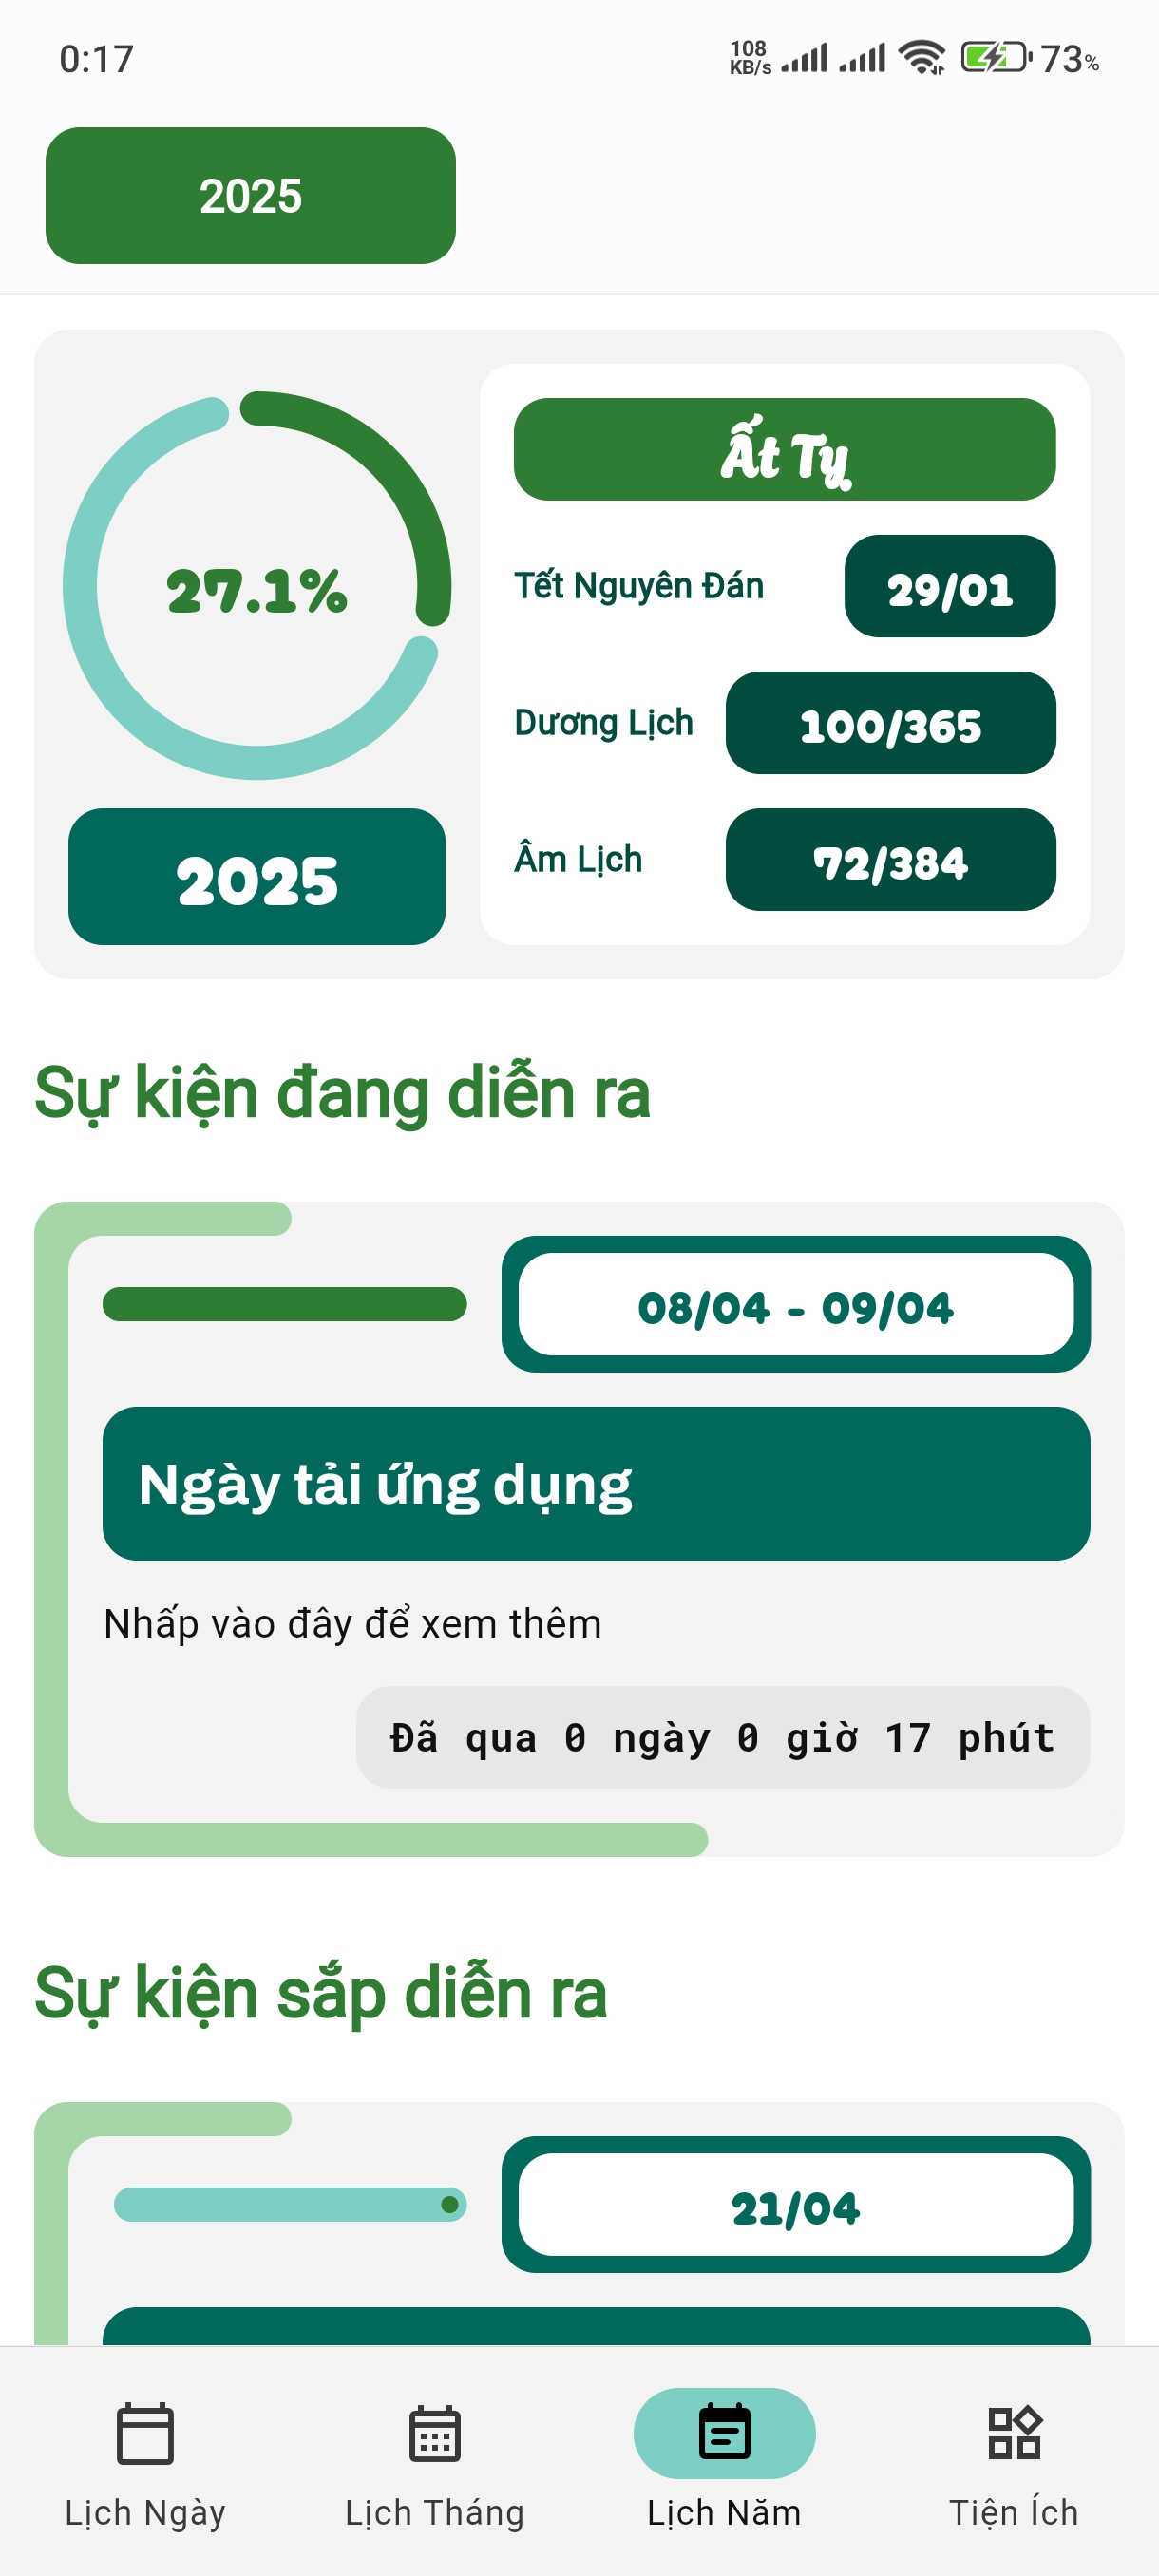 0:17
108
KB/s
73%
2025
27.1%
2025
Ất Tỵ
Tết Nguyên Đán
29/01
Dương Lịch
100/365
Âm Lịch
72/384
Sự kiện đang diễn ra
08/04 - 09/04
Ngày tải ứng dụng
Nhấp vào đây để xem thêm
Đã qua 0 ngày 0 giờ 17 phút
Sự kiện sắp diễn ra
21/04
Lịch Ngày
Lịch Tháng
Lịch Năm
Tiện Ích